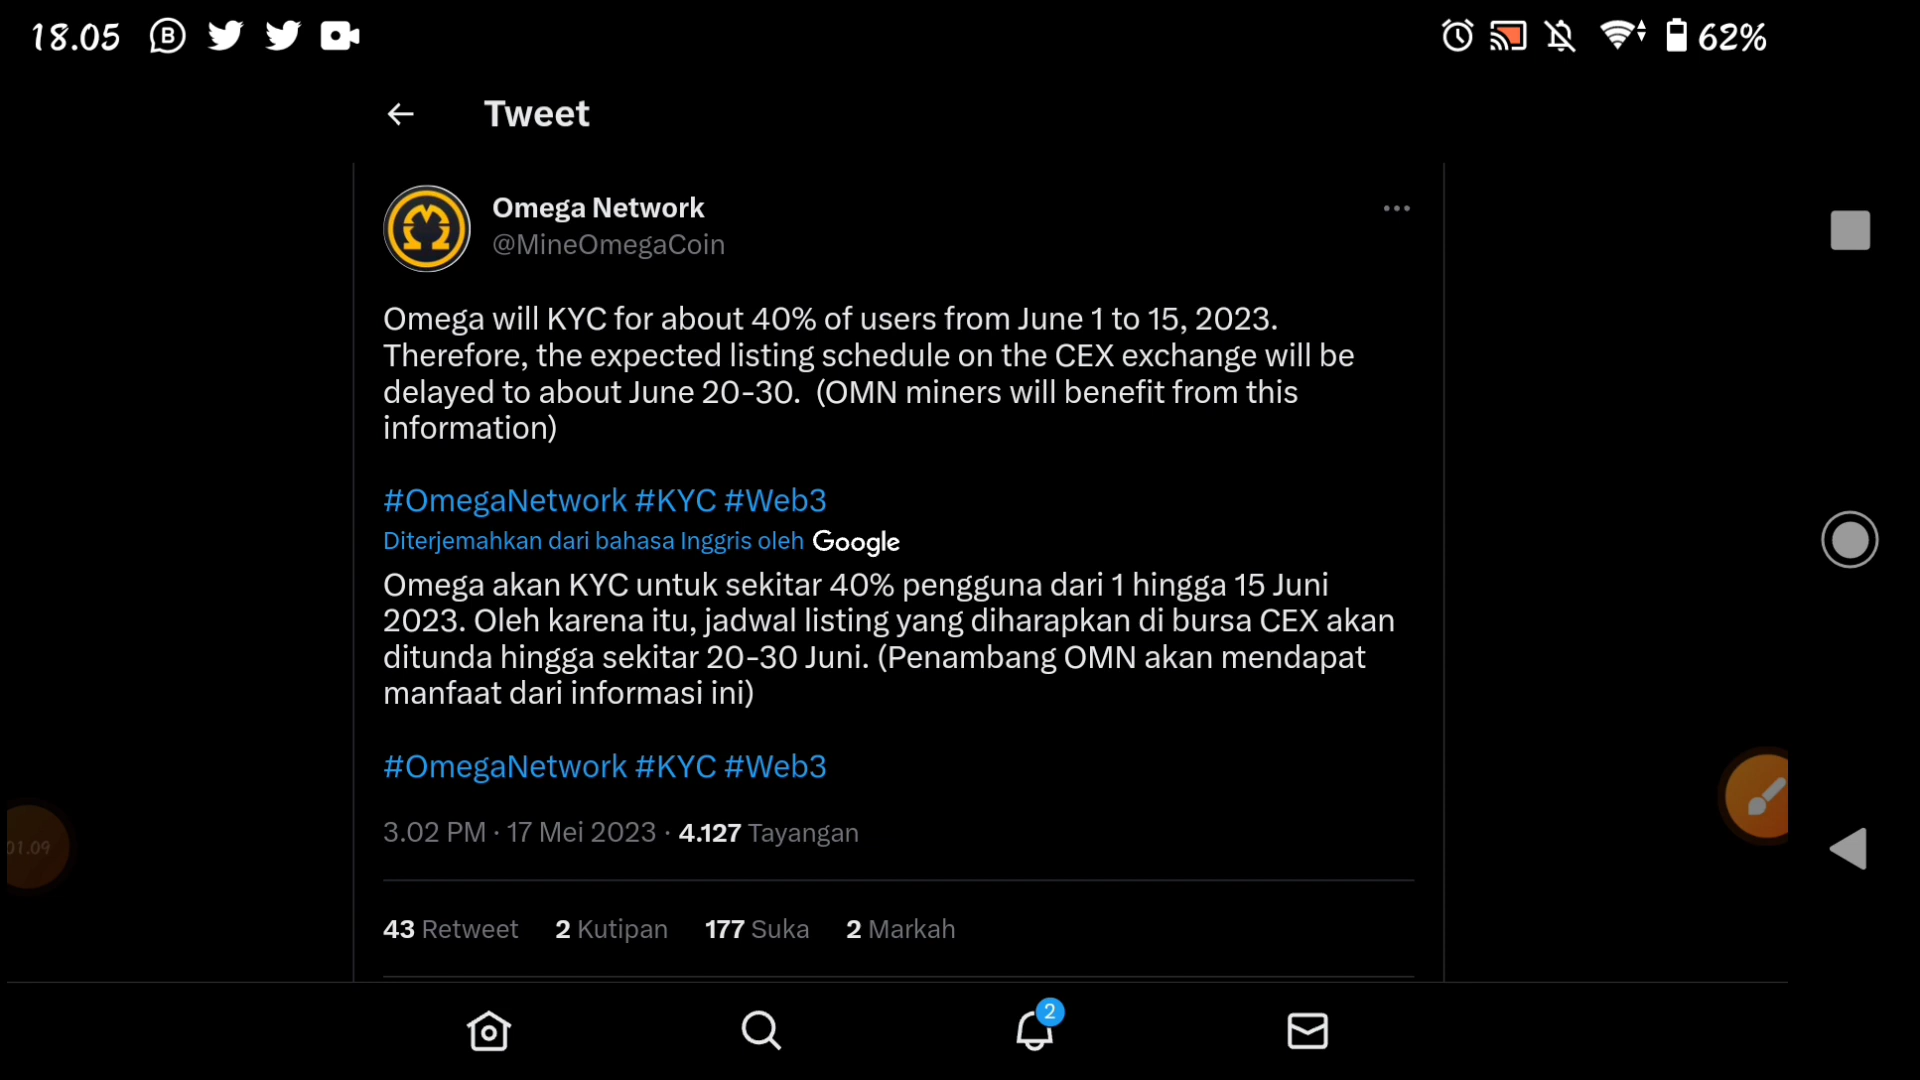 18.05
62%
Tweet
Omega Network
@MineOmegaCoin
Omega will KYC for about 40% of users from June 1 to 15, 2023.
Therefore, the expected listing schedule on the CEX exchange will be
delayed to about June 20-30. (OMN miners will benefit from this
information)
#OmegaNetwork #KYC #Web3
Diterjemahkan dari bahasa Inggris oleh Google
Omega akan KYC untuk sekitar 40% pengguna dari 1 hingga 15 Juni
2023. Oleh karena itu, jadwal listing yang diharapkan di bursa CEX akan
ditunda hingga sekitar 20-30 Juni. (Penambang OMN akan mendapat
manfaat dari informasi ini)
#OmegaNetwork #KYC #Web3
01.09
3.02 PM · 17 Mei 2023 · 4.127 Tayangan
43 Retweet 2 Kutipan 177 Suka 2 Markah
2